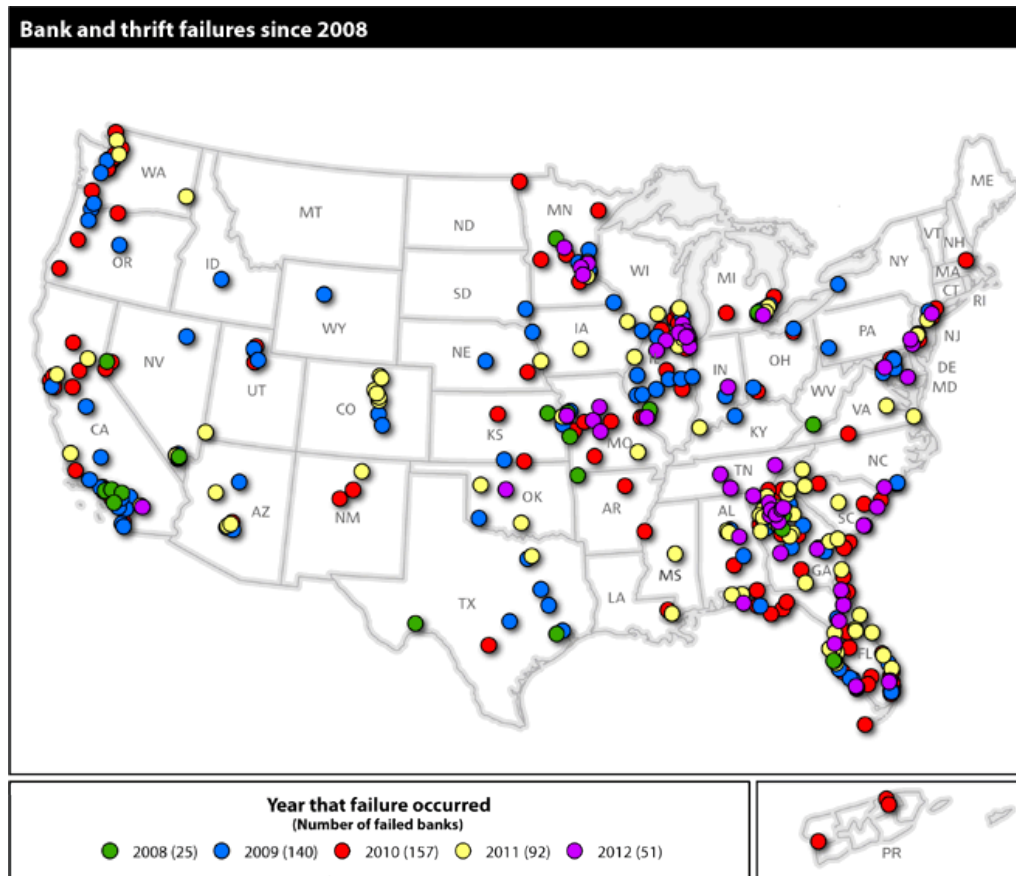 Bank and thrift failures since 2008
WA
MT
ND
MN
ME
VT
NH
OR
ID
SD
WI
MI
NY
MA
CT
RI
WY
IA
PA
NJ
NV
NE
OH
DE
MD
UT
IN
WV
CO
KS
VA
CA
MO
KY
NC
TN
AZ
NM
OK
AR
SC
AL
GA
MS
TX
LA
FL
Year that failure occurred
(Number of failed banks)
2008 (25) 2009 (140) 2010 (157) 2011 (92) 2012 (51)
PR